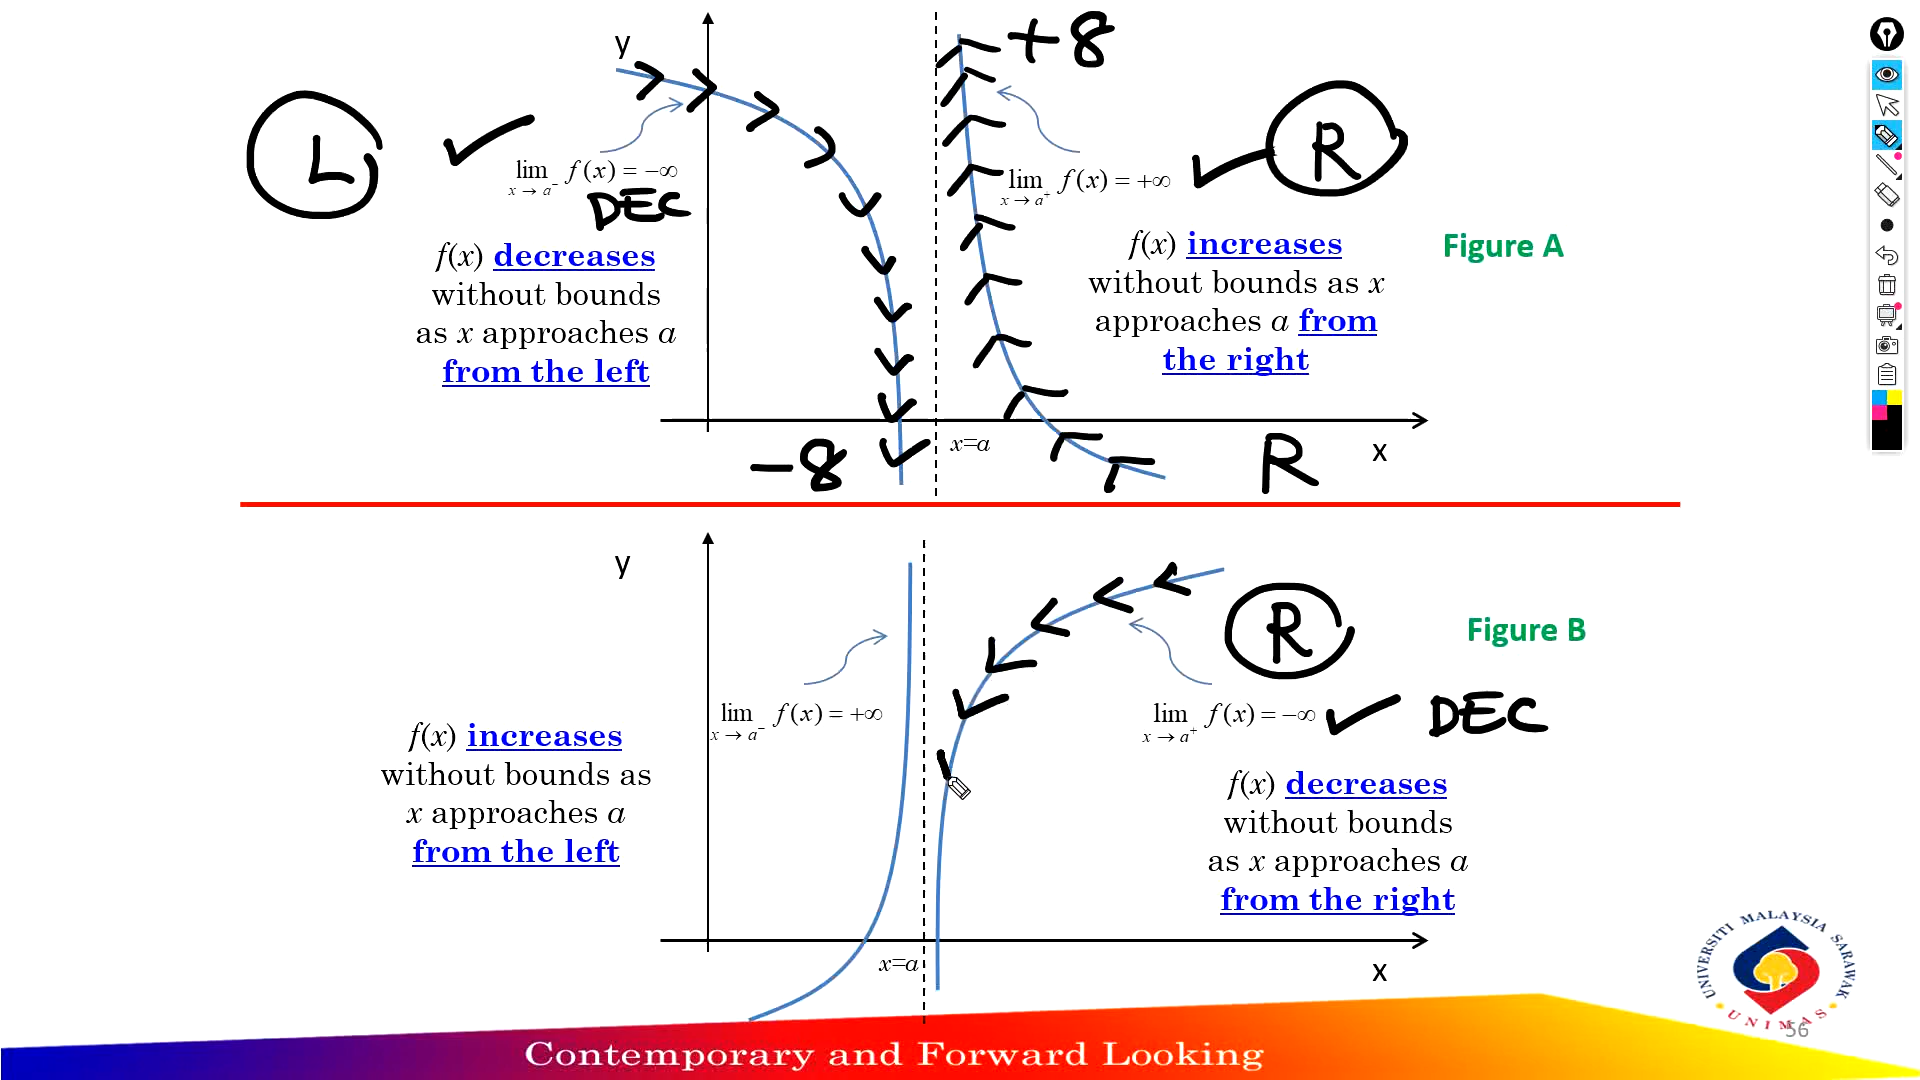 y
+8
L
R
lim f(x) = −∞
x → a⁻
DEC
lim f(x) = +∞
x → a⁺
f(x) decreases
without bounds
as x approaches a
from the left
f(x) increases
without bounds as x
approaches a from
the right
Figure A
−8
x=a
R
x
y
R
Figure B
lim f(x) = +∞
x → a⁻
lim f(x) = −∞
x → a⁺
DEC
f(x) increases
without bounds as
x approaches a
from the left
f(x) decreases
without bounds
as x approaches a
from the right
x=a
x
UNIVERSITI MALAYSIA SARAWAK
UNIMAS
56
Contemporary and Forward Looking